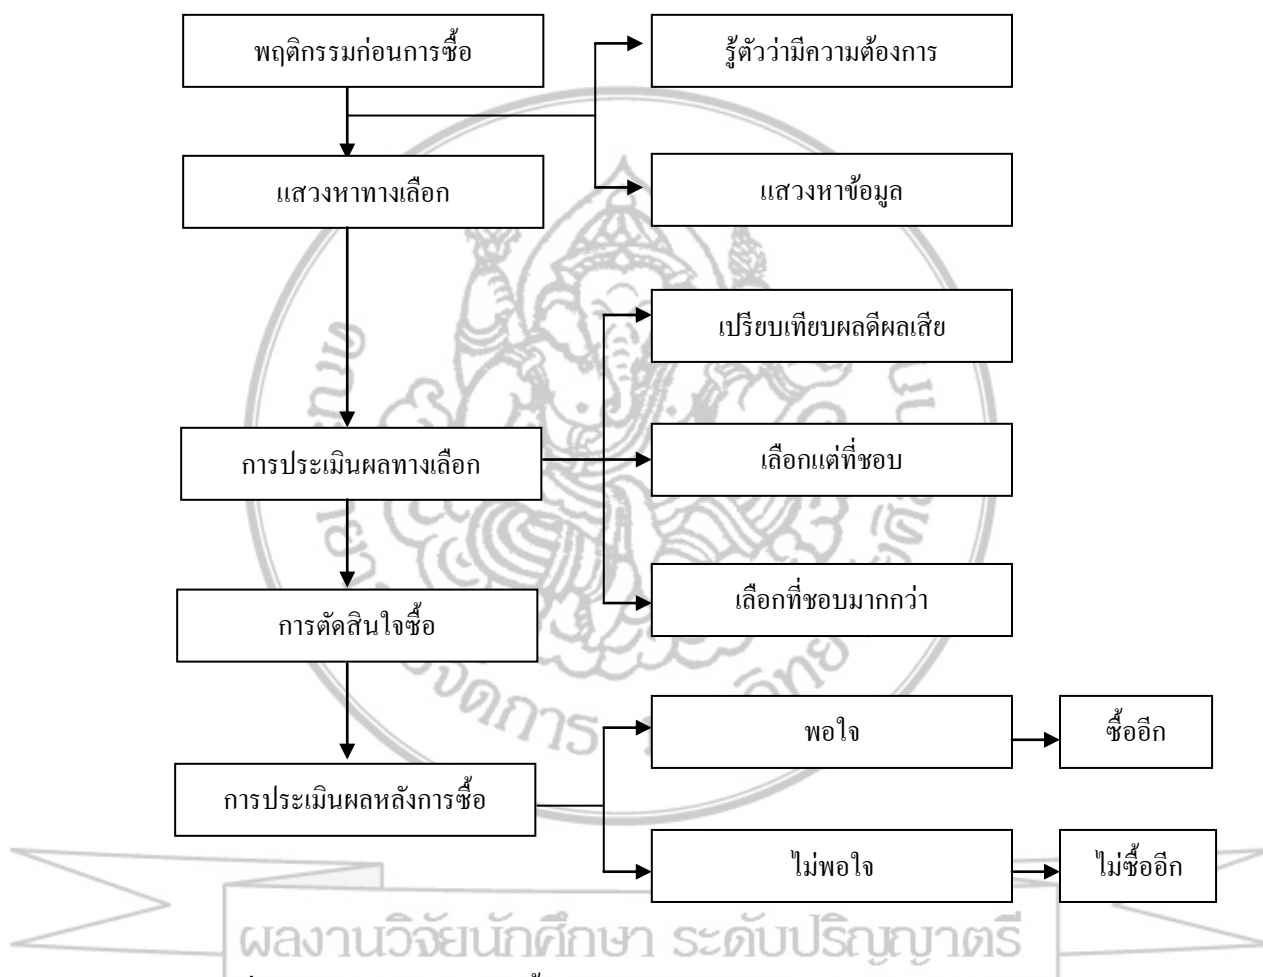 พฤติกรรมก่อนการซื้อ
รู้ตัวว่ามีความต้องการ
แสวงหาทางเลือก
แสวงหาข้อมูล
เปรียบเทียบผลดีผลเสีย
การประเมินผลทางเลือก
เลือกแต่ที่ชอบ
เลือกที่ชอบมากกว่า
การตัดสินใจซื้อ
จัดการ
พอใจ
ซื้ออีก
การประเมินผลหลังการซื้อ
ไม่พอใจ
ไม่ซื้ออีก
ผลงานวิจัยนักศึกษา ระดับปริญญาตรี